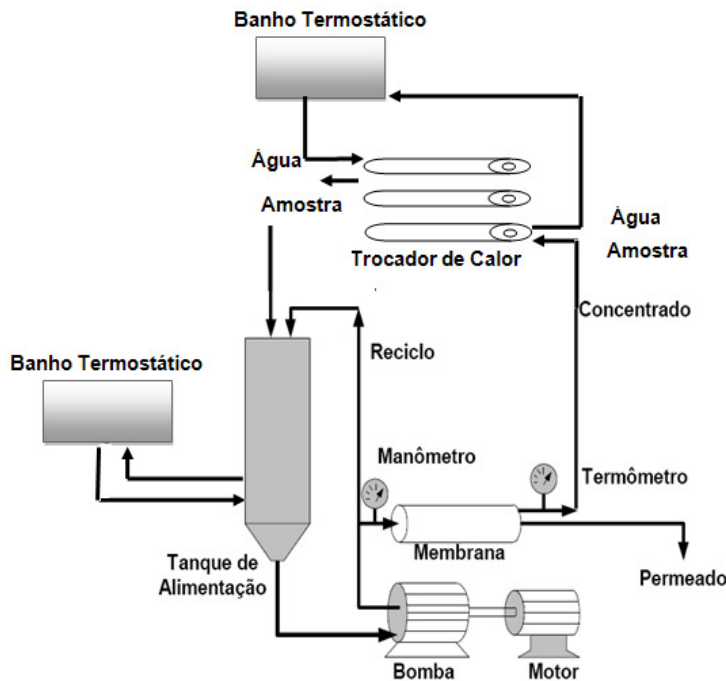 Banho Termostático
Água
Amostra
Água
Amostra
Trocador de Calor
Concentrado
Reciclo
Banho Termostático
Manômetro
Termômetro
Membrana
Tanque de
Alimentação
Permeado
Bomba
Motor